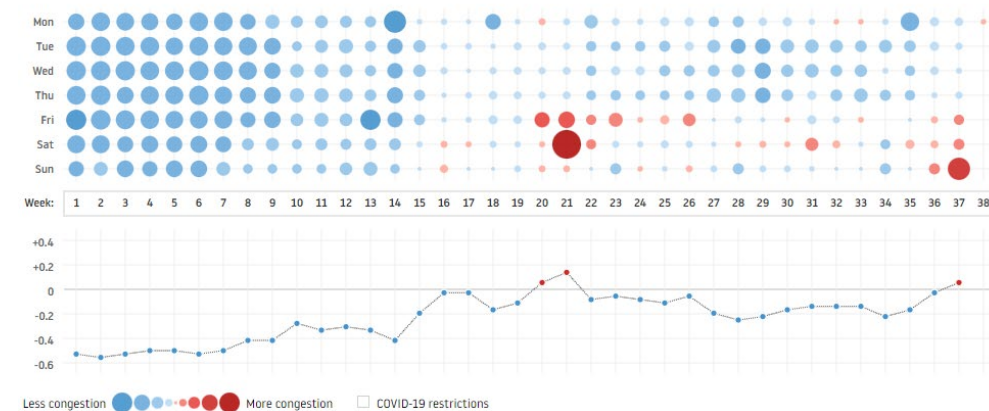 Mon
Tue
Wed
Thu
Fri
Sat
Sun
Week: 1 2 3 4 5 6 7 8 9 10 11 12 13 14 15 16 17 18 19 20 21 22 23 24 25 26 27 28 29 30 31 32 33 34 35 36 37 38
+0.4
+0.2
0
-0.2
-0.4
-0.6
Less congestion More congestion COVID-19 restrictions